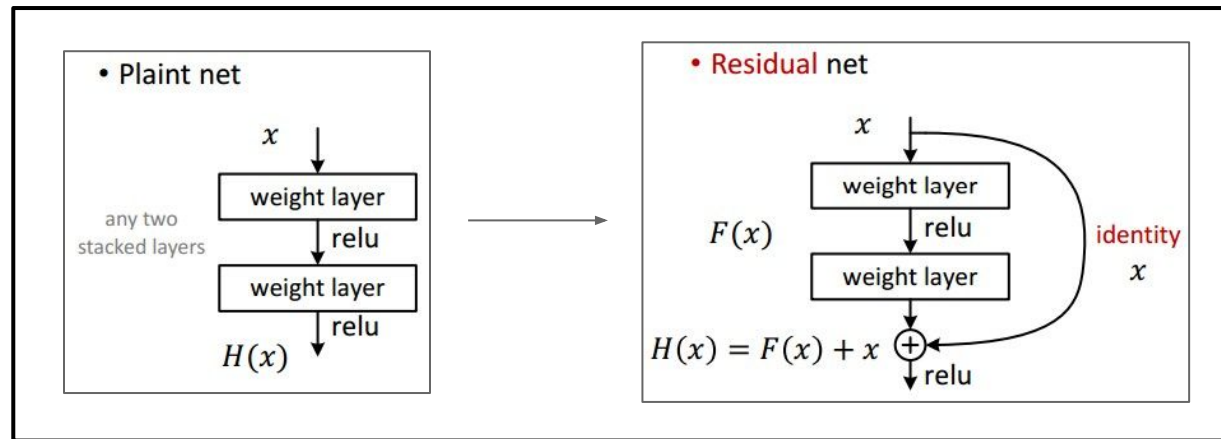 • Plaint net
x
weight layer
any two
stacked layers
relu
weight layer
relu
H(x)
• Residual net
x
weight layer
F(x)
relu
identity
x
weight layer
H(x) = F(x) + x
+
relu